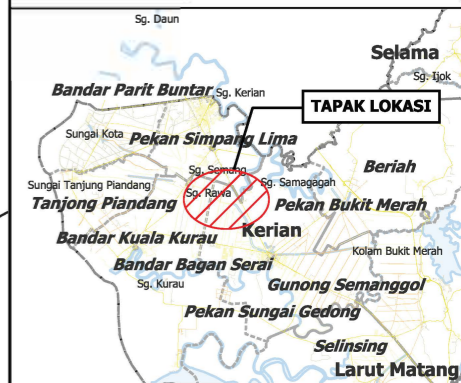 Sg. Daun
Selama
Sg. Ijok
Bandar Parit Buntar
Sg. Kerian
TAPAK LOKASI
Sungai Kota
Pekan Simpang Lima
Sg. Semang
Beriah
Sungai Tanjung Piandang
Sg. Rawa
Sg. Samagagah
Tanjong Piandang
Pekan Bukit Merah
Kerian
Bandar Kuala Kurau
Kolam Bukit Merah
Bandar Bagan Serai
Sg. Kurau
Gunong Semanggol
Pekan Sungai Gedong
Selinsing
Larut Matang